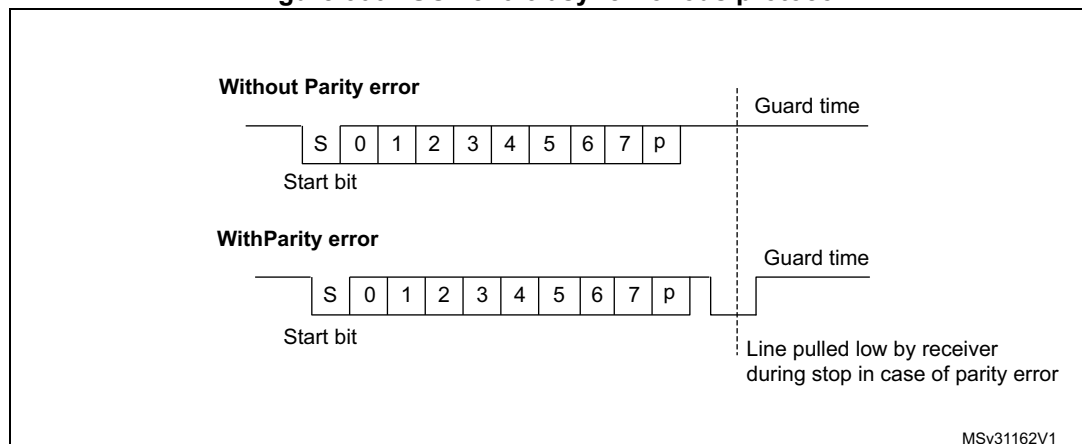 Without Parity error
Guard time
S 0 1 2 3 4 5 6 7 p
Start bit
WithParity error
Guard time
S 0 1 2 3 4 5 6 7 p
Start bit
Line pulled low by receiver
during stop in case of parity error
MSv31162V1